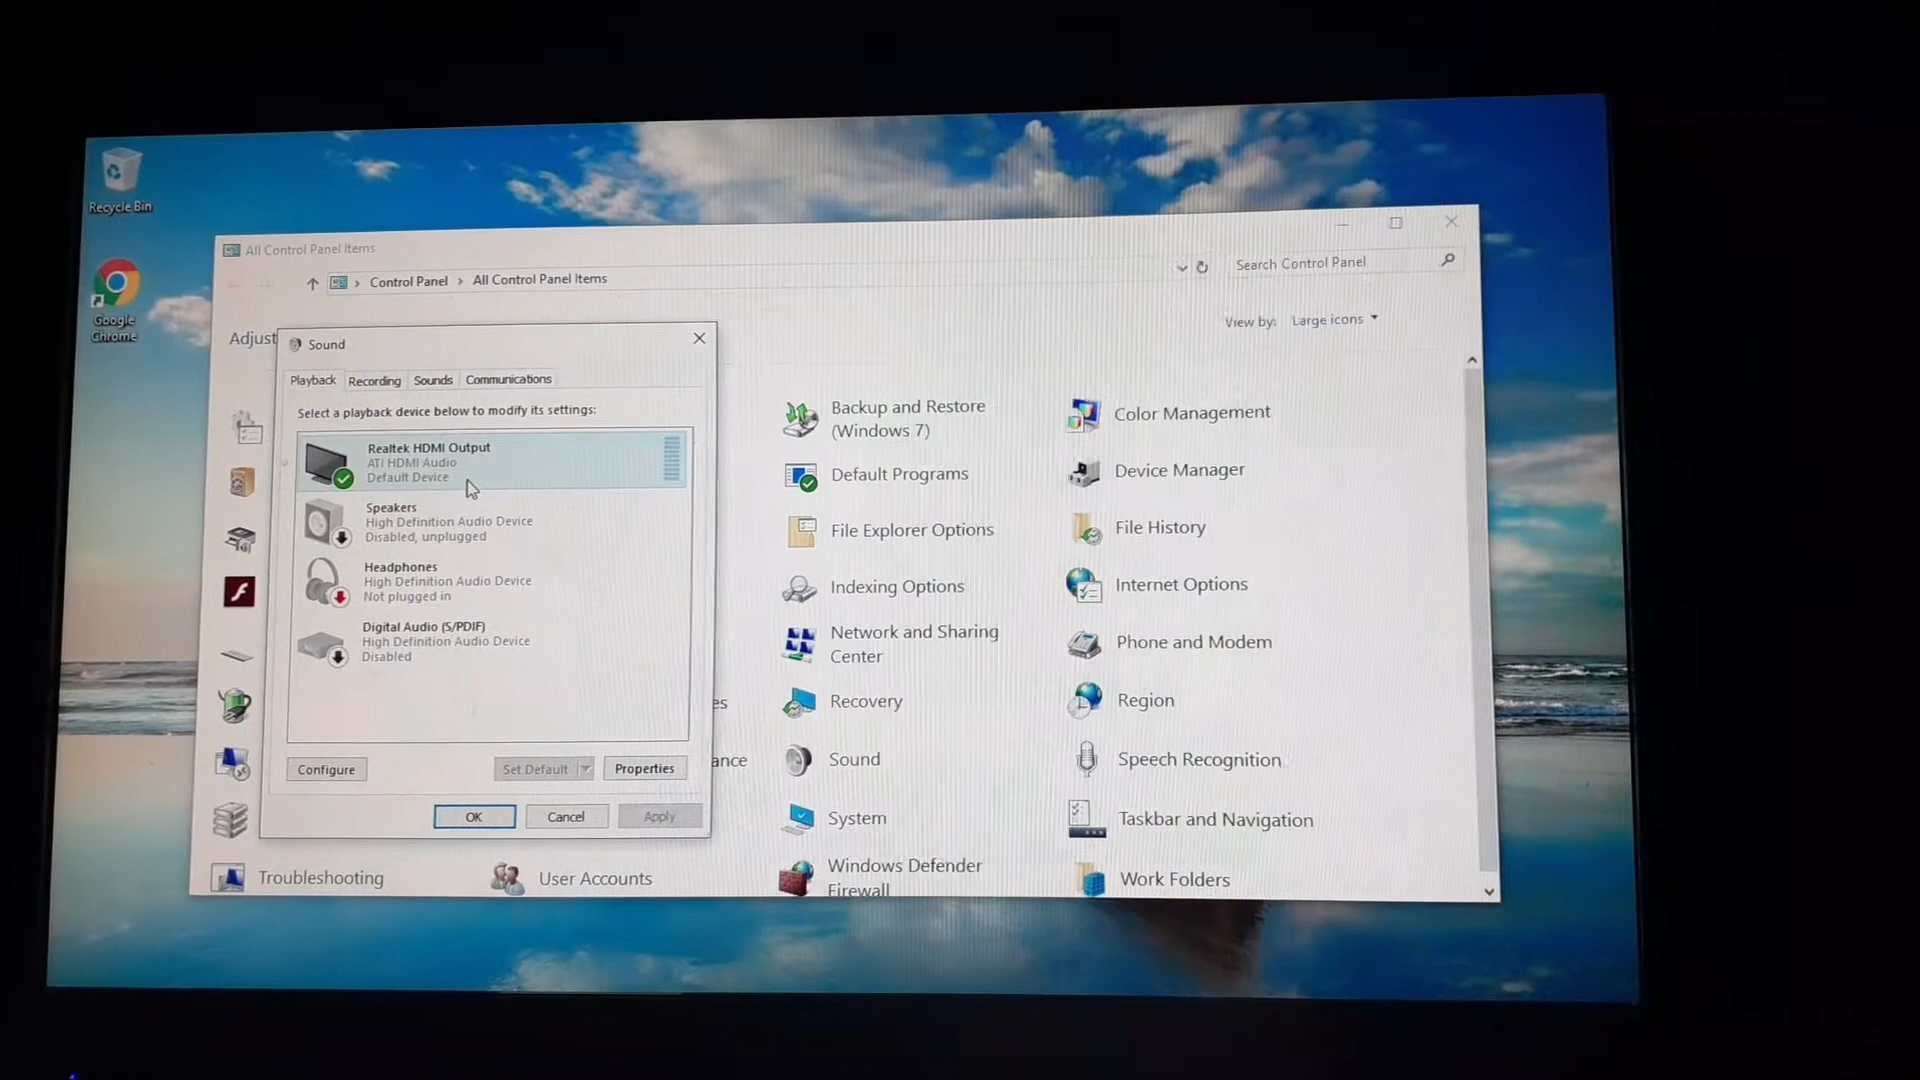 Recycle Bin
Google
Chrome
All Control Panel Items
Control Panel > All Control Panel Items
Search Control Panel
Adjust
View by: Large icons
Sound
Playback
Recording
Sounds
Communications
Select a playback device below to modify its settings:
Realtek HDMI Output
ATI HDMI Audio
Default Device
Speakers
High Definition Audio Device
Disabled, unplugged
Headphones
High Definition Audio Device
Not plugged in
Digital Audio (S/PDIF)
High Definition Audio Device
Disabled
Configure
Set Default
Properties
OK
Cancel
Apply
es
ance
Backup and Restore
(Windows 7)
Color Management
Default Programs
Device Manager
File Explorer Options
File History
Indexing Options
Internet Options
Network and Sharing
Center
Phone and Modem
Recovery
Region
Sound
Speech Recognition
System
Taskbar and Navigation
Troubleshooting
User Accounts
Windows Defender
Firewall
Work Folders